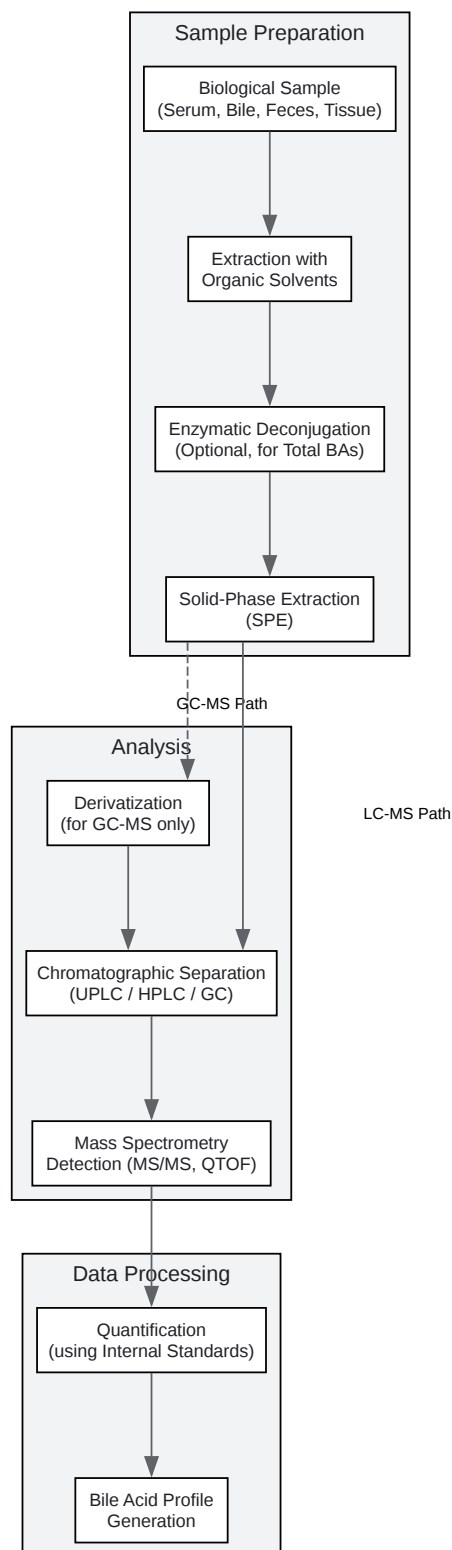 Sample Preparation
Biological Sample
(Serum, Bile, Feces, Tissue)
Extraction with
Organic Solvents
Enzymatic Deconjugation
(Optional, for Total BAs)
Solid-Phase Extraction
(SPE)
GC-MS Path
Analysis
Derivatization
(for GC-MS only)
LC-MS Path
Chromatographic Separation
(UPLC / HPLC / GC)
Mass Spectrometry
Detection (MS/MS, QTOF)
Data Processing
Quantification
(using Internal Standards)
Bile Acid Profile
Generation